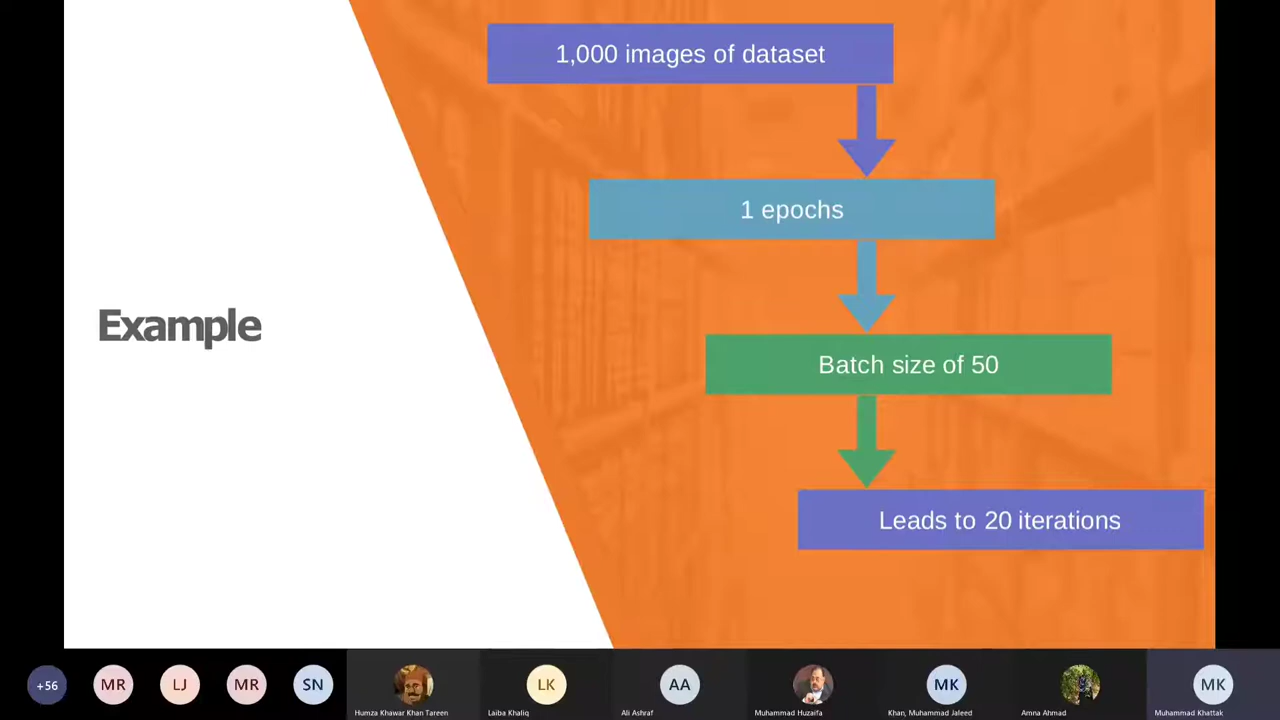 1,000 images of dataset
1 epochs
Example
Batch size of 50
Leads to 20 iterations
+56
MR
LJ
MR
SN
LK
AA
MK
MK
Humza Khawar Khan Tareen
Laiba Khaliq
Ali Ashraf
Muhammad Huzaifa
Khan, Muhammad Jaleed
Amna Ahmad
Muhammad Khattak